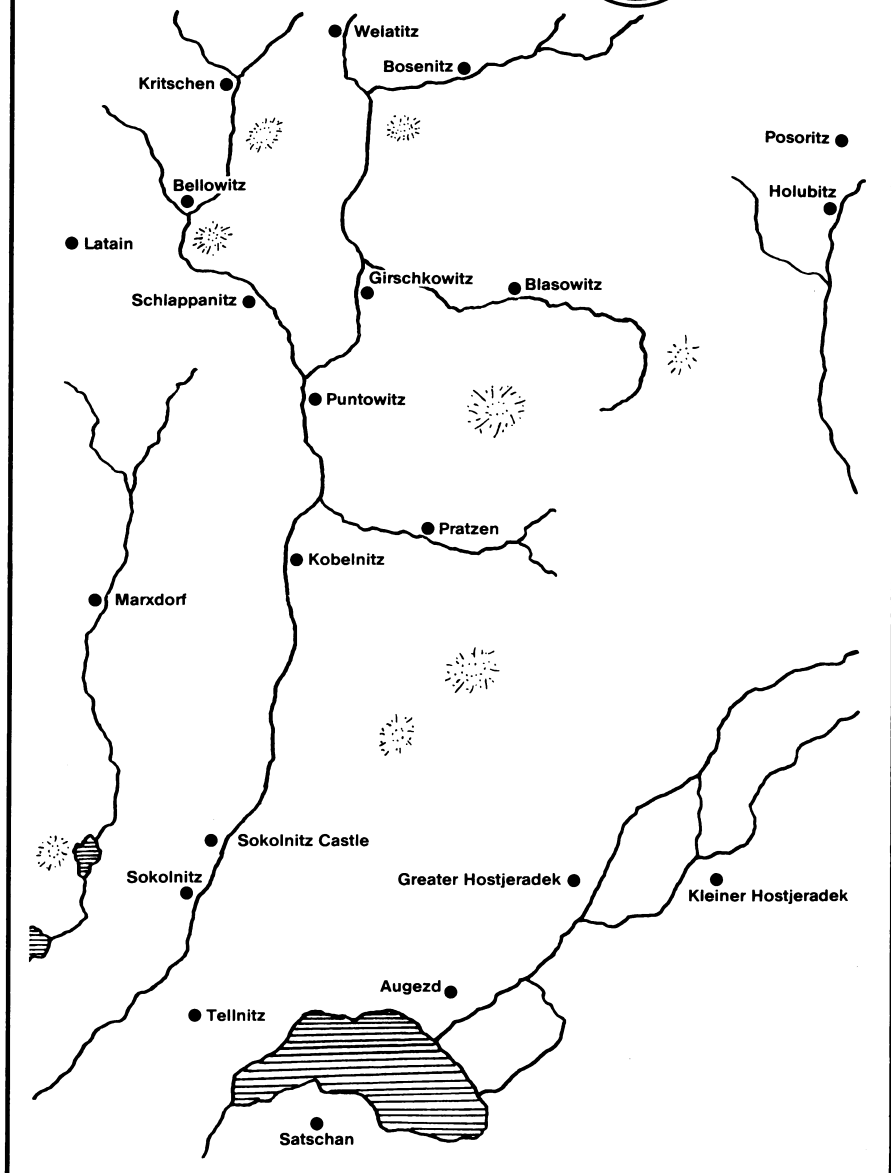 Welatitz
Bosenitz
Kritschen
Posoritz
Bellowitz
Holubitz
Latain
Girschkowitz
Blasowitz
Schlappanitz
Puntowitz
Pratzen
Kobelnitz
Marxdorf
Sokolnitz Castle
Sokolnitz
Greater Hostjeradek
Kleiner Hostjeradek
Augezd
Tellnitz
Satschan